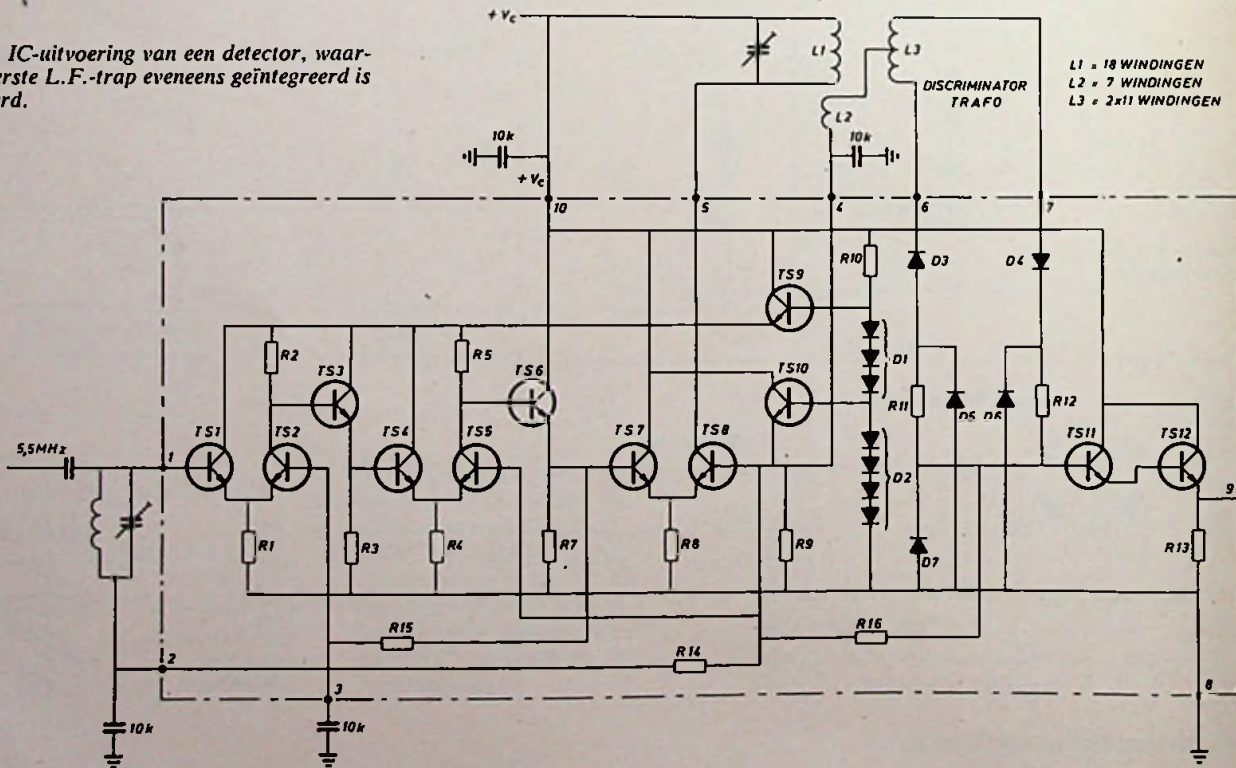 IC-uitvoering van een detector, waar-
erste L.F.-trap eveneens geïntegreerd is
rd.
+Vc
L1
L3
L2
DISCRIMINATOR
TRAFO
L1 = 18 WINDINGEN
L2 = 7 WINDINGEN
L3 = 2x11 WINDINGEN
10k
10k
+Vc
10
5
4
6
7
R10
D3
D4
TS9
D1
R2
R5
TS3
TS6
TS10
R11
D5
D6
R12
5,5MHz
1
TS1
TS2
TS4
TS5
TS7
TS8
D2
TS11
TS12
9
R1
R3
R4
R7
R8
R9
D7
R13
R15
R16
2
R14
3
8
10k
10k